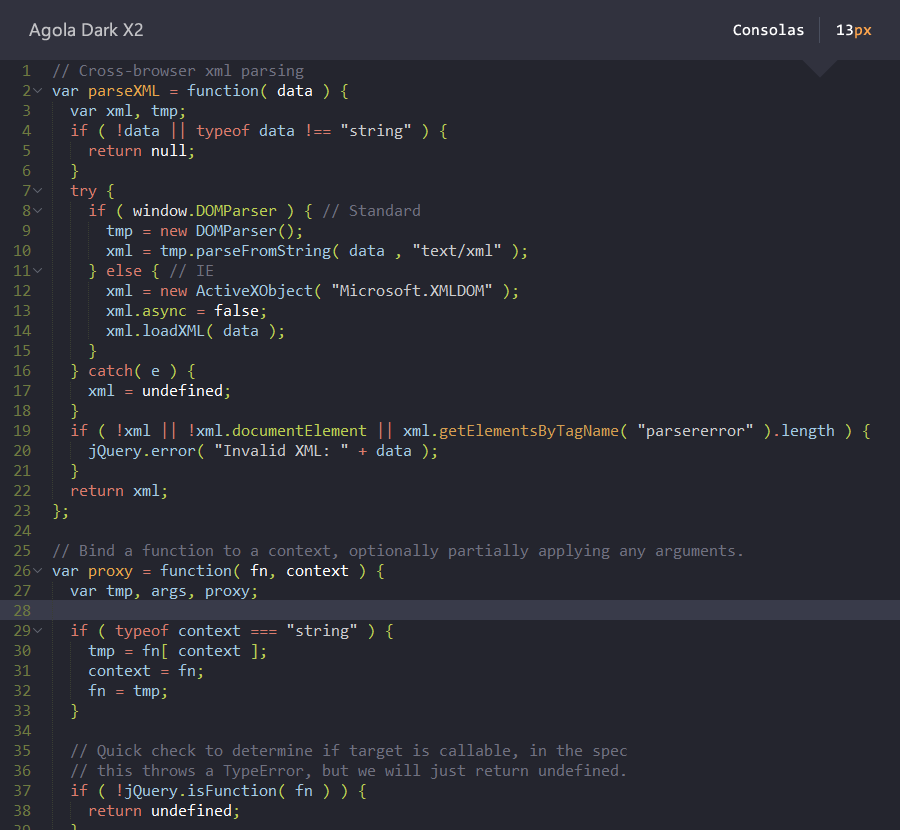 Agola Dark X2
Consolas 13px
1 // Cross-browser xml parsing
2 var parseXML = function( data ) {
3   var xml, tmp;
4   if ( !data || typeof data !== "string" ) {
5     return null;
6   }
7   try {
8     if ( window.DOMParser ) { // Standard
9       tmp = new DOMParser();
10       xml = tmp.parseFromString( data , "text/xml" );
11     } else { // IE
12       xml = new ActiveXObject( "Microsoft.XMLDOM" );
13       xml.async = false;
14       xml.loadXML( data );
15     }
16   } catch( e ) {
17     xml = undefined;
18   }
19   if ( !xml || !xml.documentElement || xml.getElementsByTagName( "parsererror" ).length ) {
20     jQuery.error( "Invalid XML: " + data );
21   }
22   return xml;
23 };
24
25 // Bind a function to a context, optionally partially applying any arguments.
26 var proxy = function( fn, context ) {
27   var tmp, args, proxy;
28
29   if ( typeof context === "string" ) {
30     tmp = fn[ context ];
31     context = fn;
32     fn = tmp;
33   }
34
35   // Quick check to determine if target is callable, in the spec
36   // this throws a TypeError, but we will just return undefined.
37   if ( !jQuery.isFunction( fn ) ) {
38     return undefined;
39   }